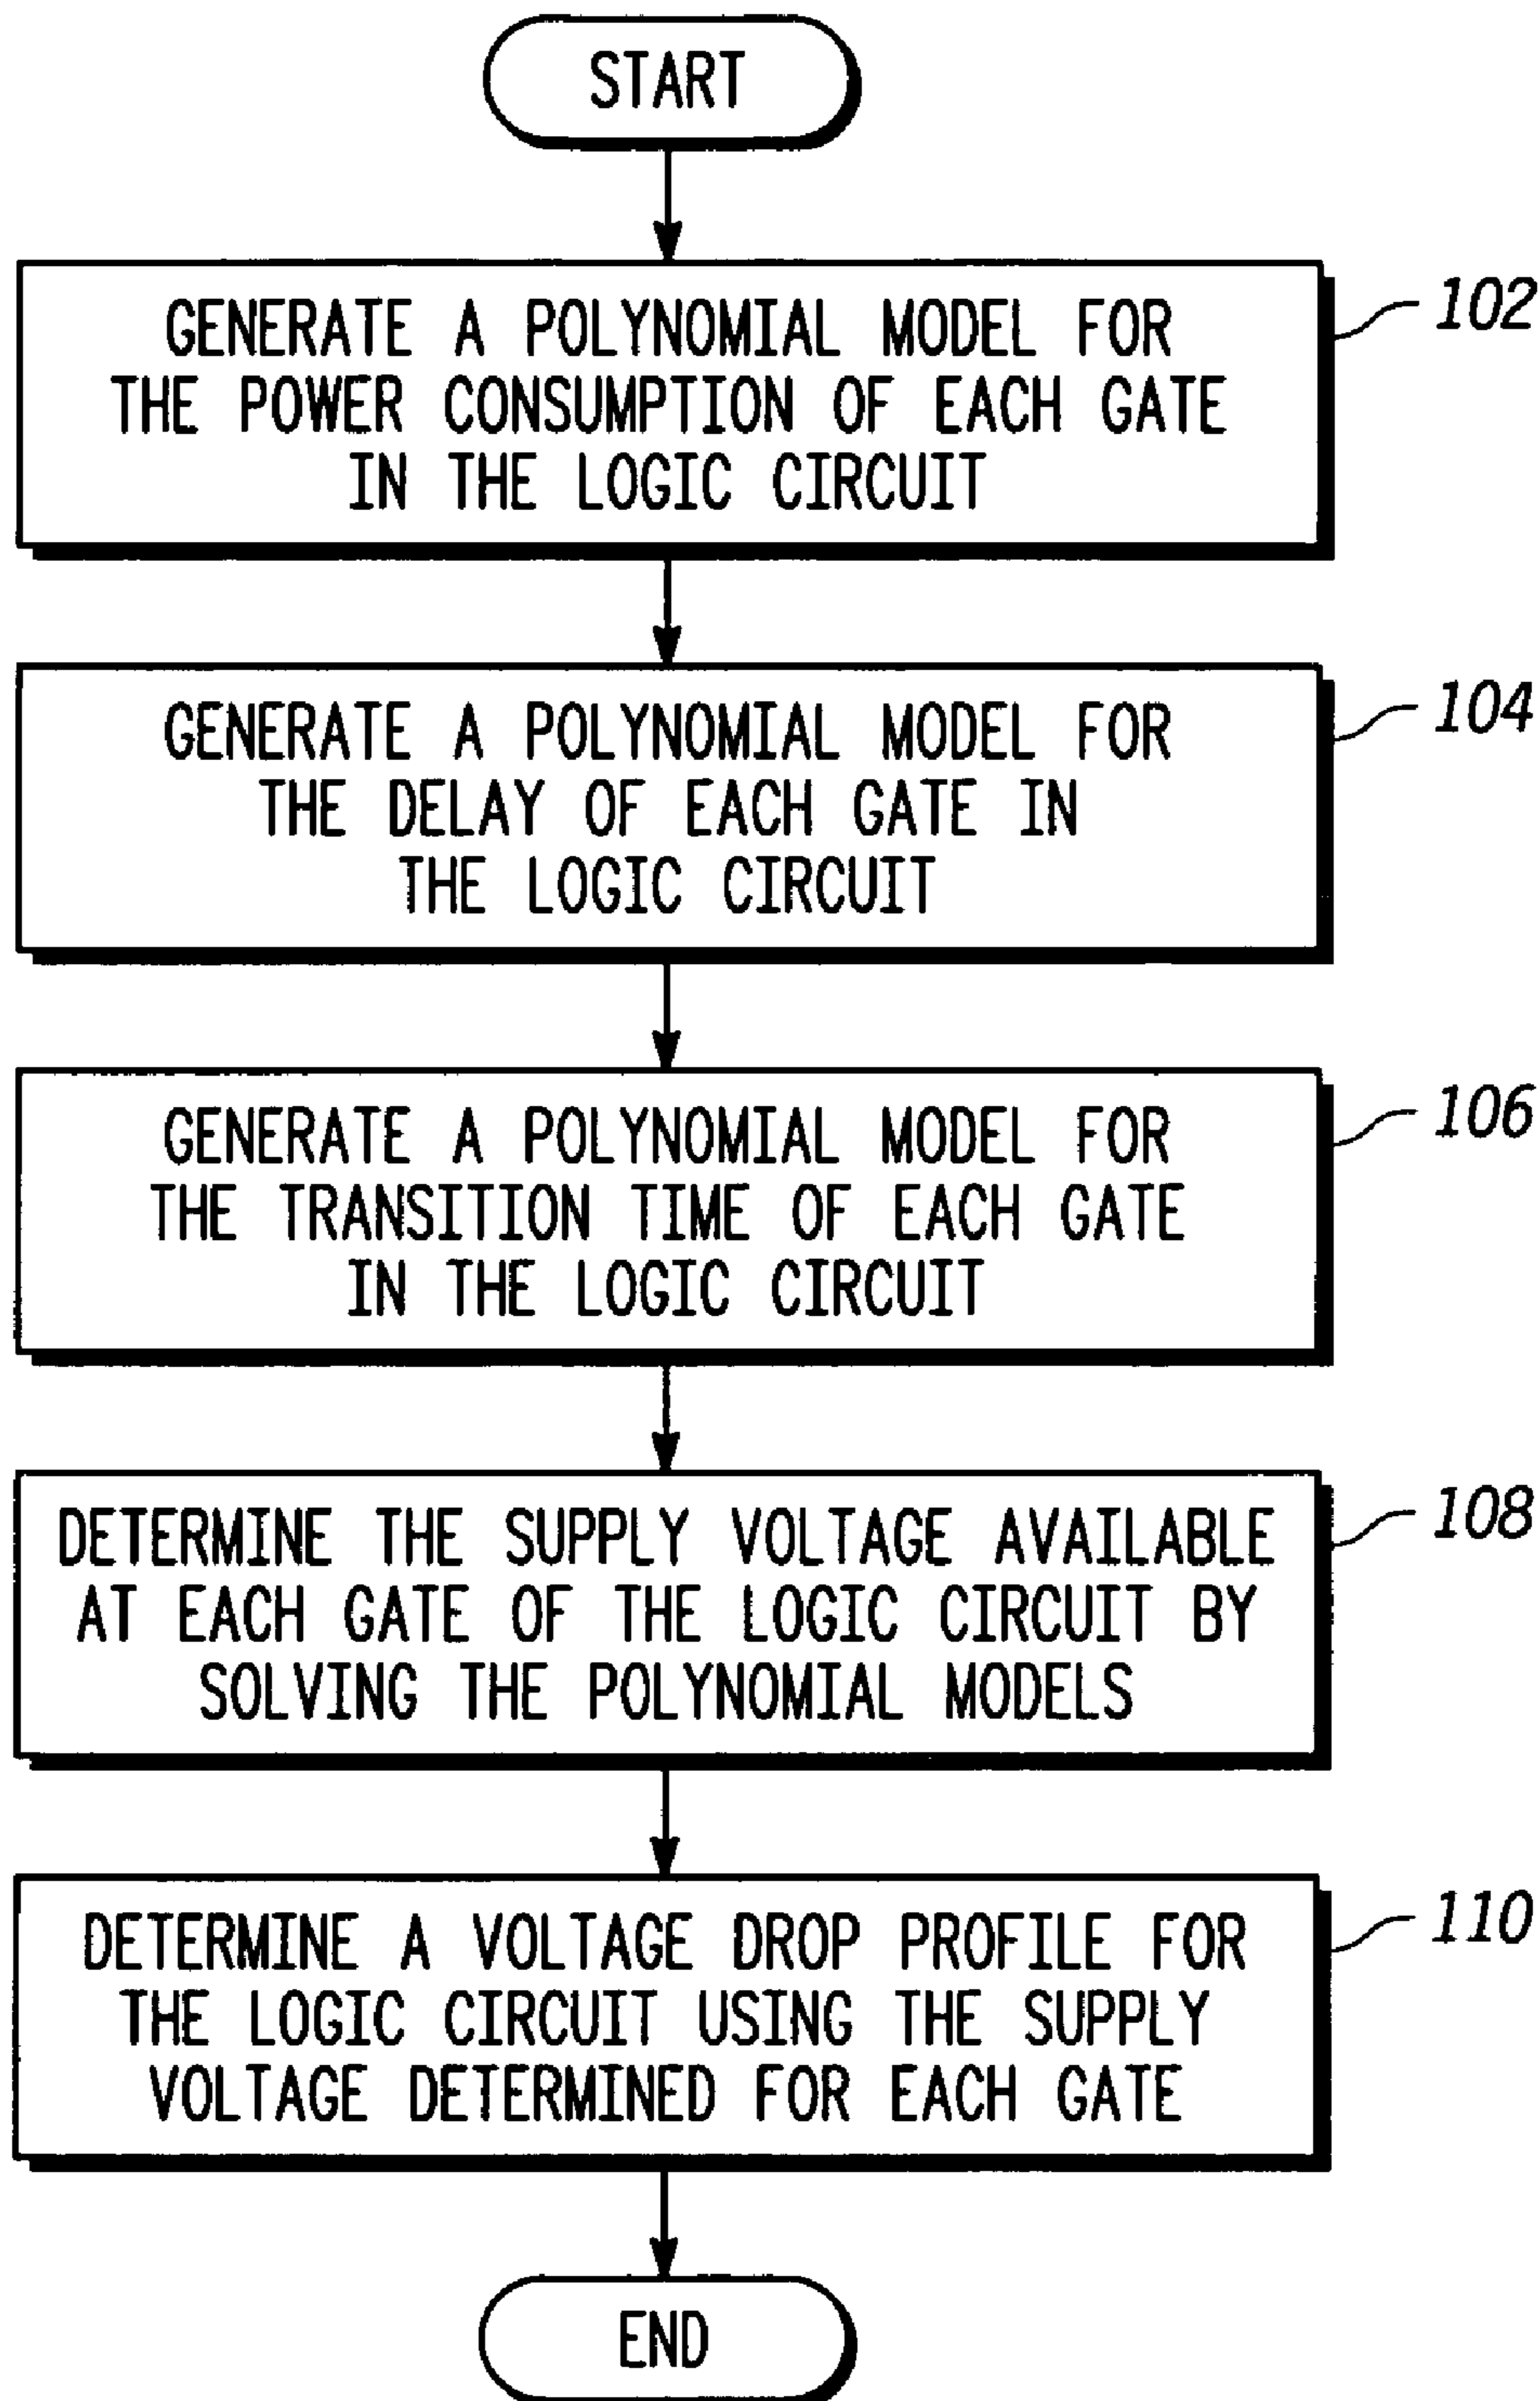 START
GENERATE A POLYNOMIAL MODEL FOR
THE POWER CONSUMPTION OF EACH GATE
IN THE LOGIC CIRCUIT
102
GENERATE A POLYNOMIAL MODEL FOR
THE DELAY OF EACH GATE IN
THE LOGIC CIRCUIT
104
GENERATE A POLYNOMIAL MODEL FOR
THE TRANSITION TIME OF EACH GATE
IN THE LOGIC CIRCUIT
106
DETERMINE THE SUPPLY VOLTAGE AVAILABLE
AT EACH GATE OF THE LOGIC CIRCUIT BY
SOLVING THE POLYNOMIAL MODELS
108
DETERMINE A VOLTAGE DROP PROFILE FOR
THE LOGIC CIRCUIT USING THE SUPPLY
VOLTAGE DETERMINED FOR EACH GATE
110
END